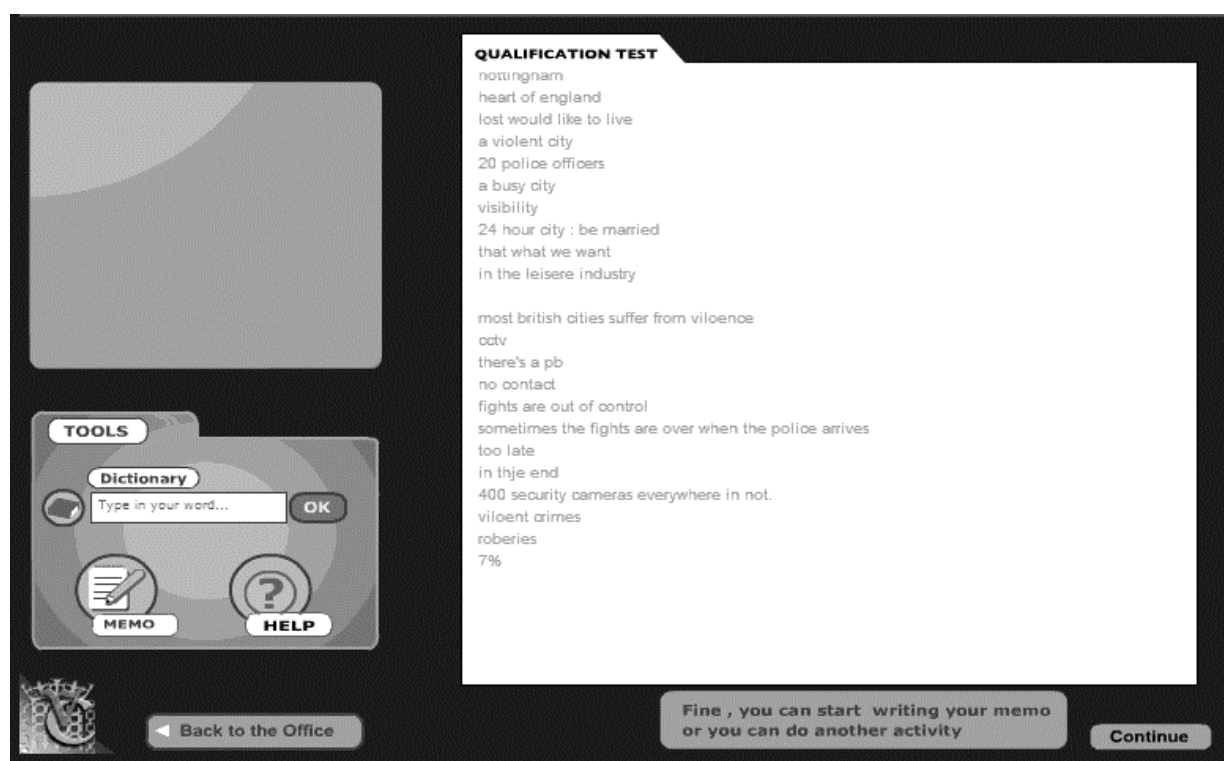 QUALIFICATION TEST
nottingham
heart of england
lost would like to live
a violent city
20 police officers
a busy city
visibility
24 hour city : be married
that what we want
in the leisere industry
most british cities suffer from viloence
cctv
there's a pb
no contact
fights are out of control
sometimes the fights are over when the police arrives
too late
in thje end
400 security cameras everywhere in not.
viloent crimes
roberies
7%
TOOLS
Dictionary
Type in your word...
OK
MEMO
HELP
Back to the Office
Fine , you can start writing your memo
or you can do another activity
Continue